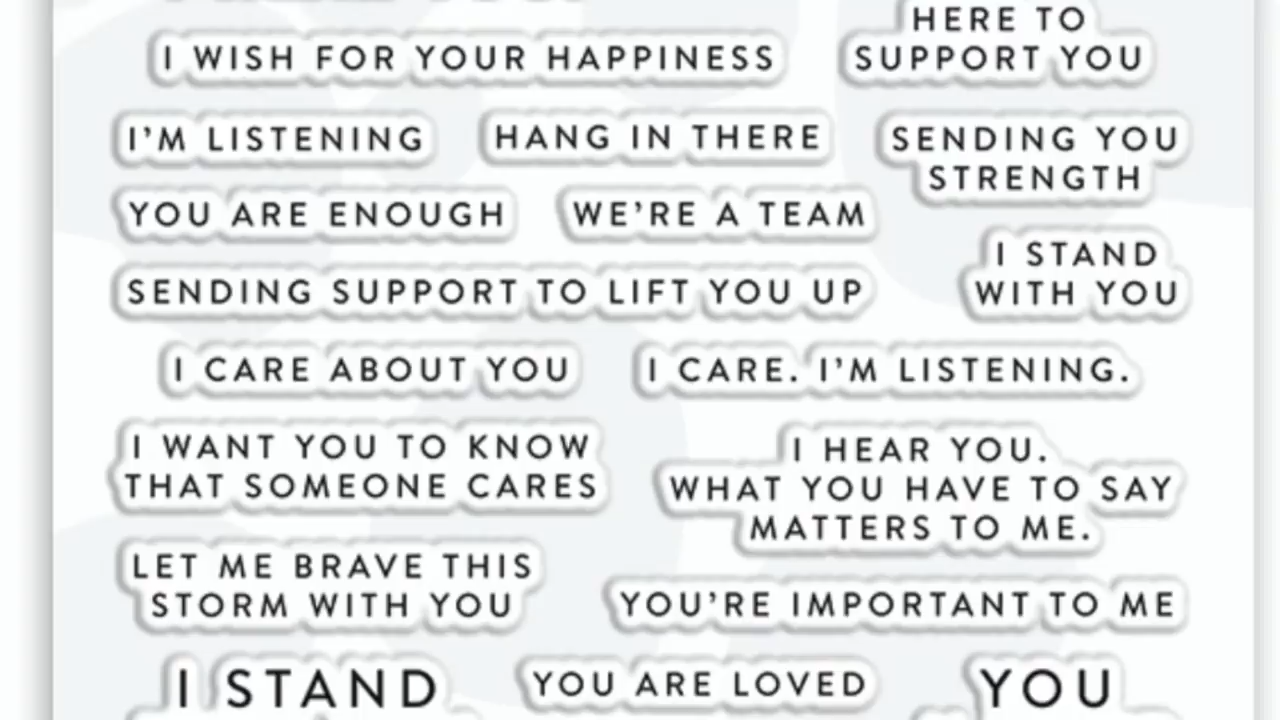 HERE TO
SUPPORT YOU
I WISH FOR YOUR HAPPINESS
I'M LISTENING
HANG IN THERE
SENDING YOU
STRENGTH
YOU ARE ENOUGH
WE'RE A TEAM
I STAND
WITH YOU
SENDING SUPPORT TO LIFT YOU UP
I CARE ABOUT YOU
I CARE. I'M LISTENING.
I WANT YOU TO KNOW
THAT SOMEONE CARES
I HEAR YOU.
WHAT YOU HAVE TO SAY
MATTERS TO ME.
LET ME BRAVE THIS
STORM WITH YOU
YOU'RE IMPORTANT TO ME
I STAND
YOU ARE LOVED
YOU